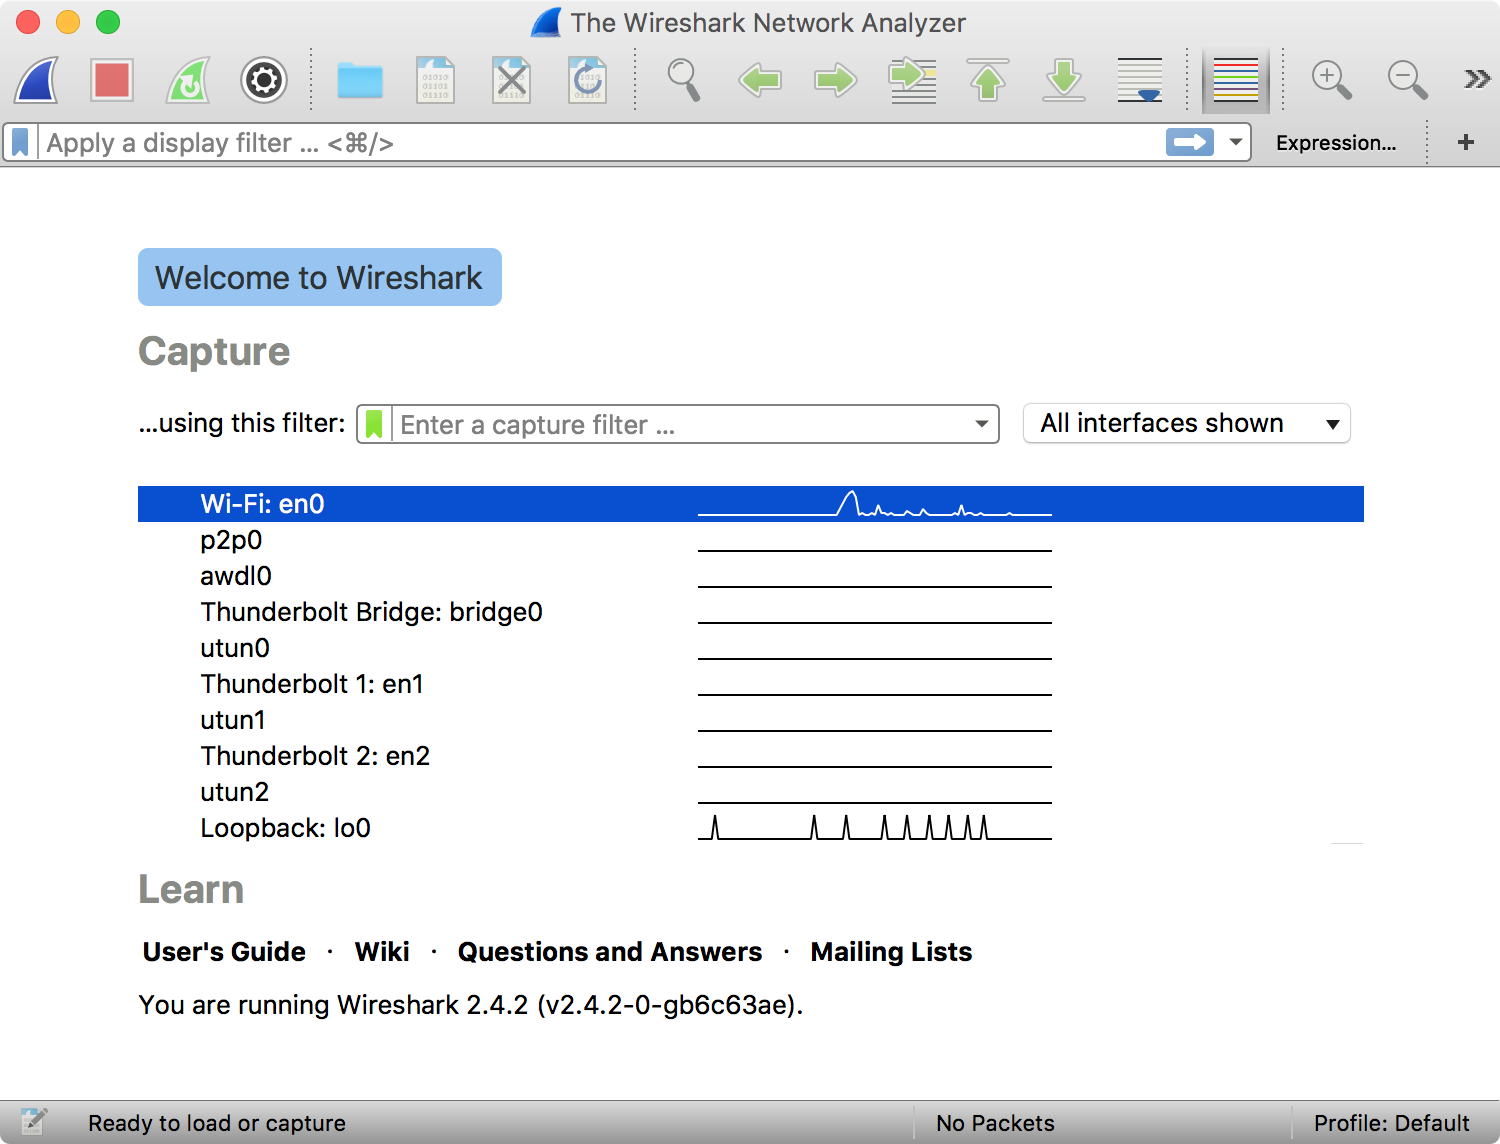 The Wireshark Network Analyzer
Apply a display filter ... <⌘/>
Expression...
+
Welcome to Wireshark
Capture
...using this filter:
Enter a capture filter ...
All interfaces shown
Wi-Fi: en0
p2p0
awdl0
Thunderbolt Bridge: bridge0
utun0
Thunderbolt 1: en1
utun1
Thunderbolt 2: en2
utun2
Loopback: lo0
Learn
User's Guide · Wiki · Questions and Answers · Mailing Lists
You are running Wireshark 2.4.2 (v2.4.2-0-gb6c63ae).
Ready to load or capture
No Packets
Profile: Default